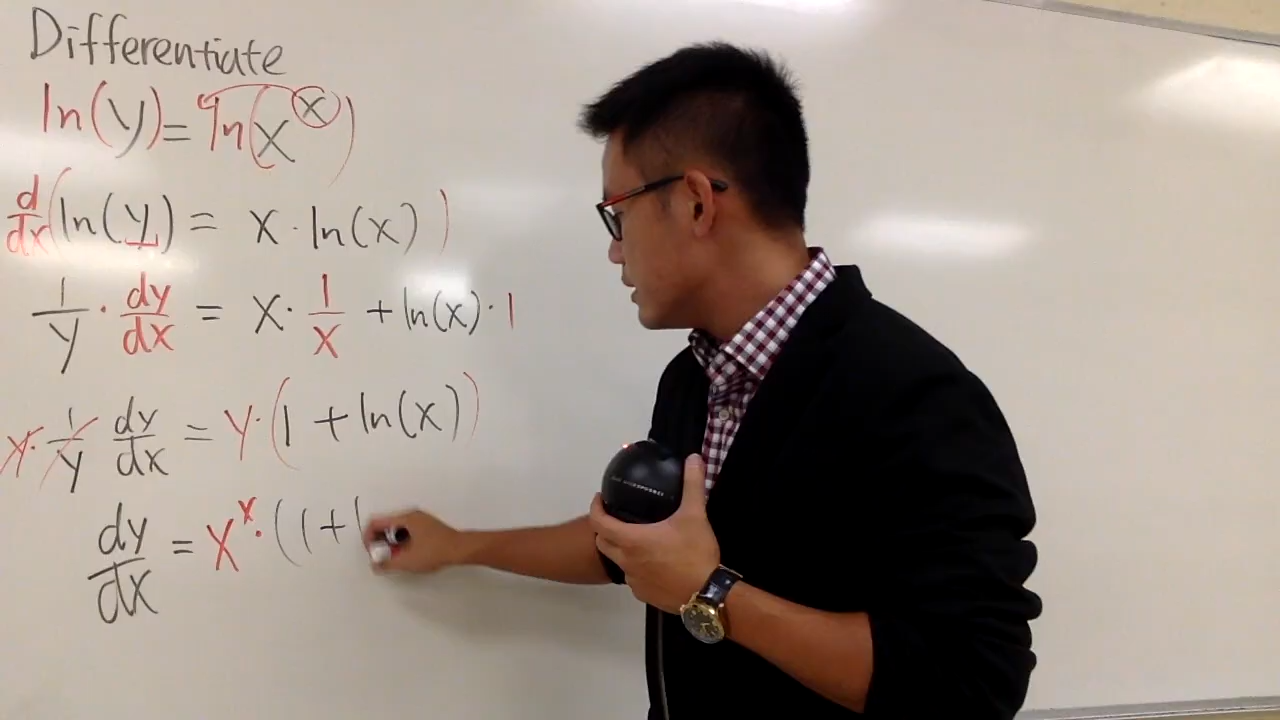 Differentiate
ln(y) = ln(x^x)
d/dx (ln(y) = x · ln(x))
1/y · dy/dx = x · 1/x + ln(x) · 1
y · 1/y dy/dx = y · (1 + ln(x))
dy/dx = x^x · (1 + l